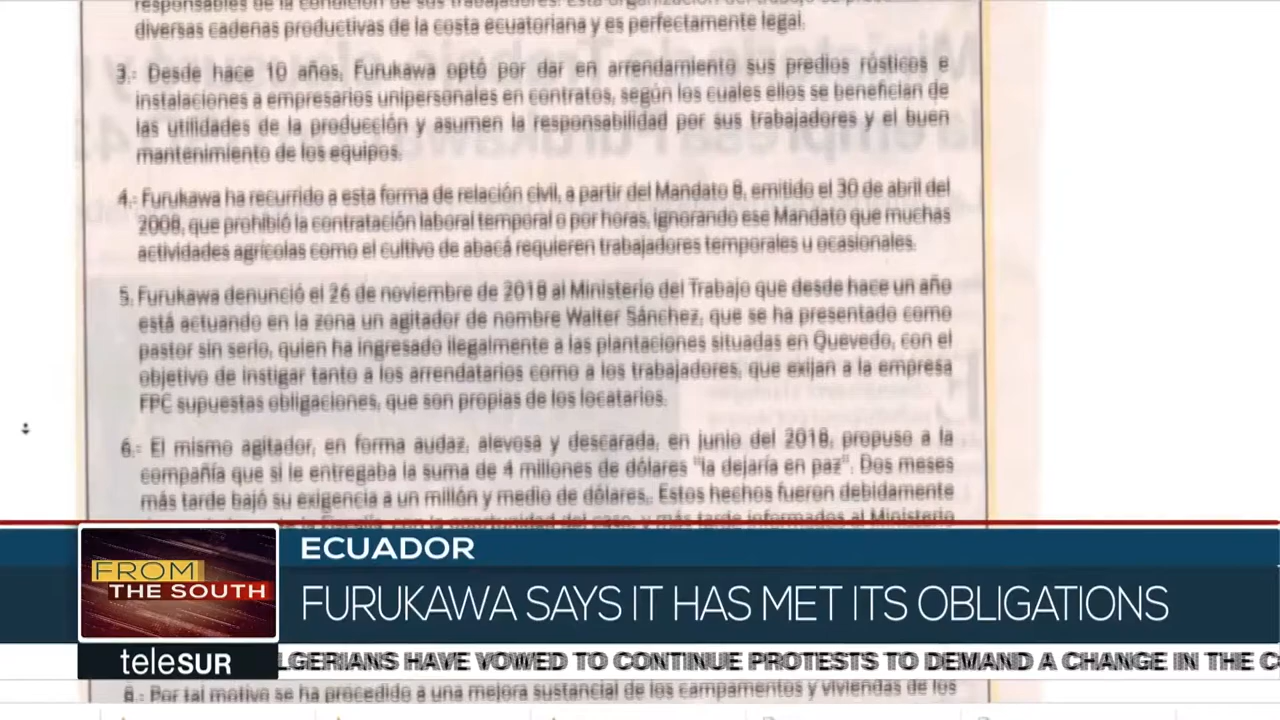 responsables de la condición de sus trabajadores. Esta organización del trabajo se
diversas cadenas productivas de la costa ecuatoriana y es perfectamente legal.
3.- Desde hace 10 años, Furukawa optó por dar en arrendamiento sus predios rústicos e
instalaciones a empresarios unipersonales en contratos, según los cuales ellos se benefician de
las utilidades de la producción y asumen la responsabilidad por sus trabajadores y el buen
mantenimiento de los equipos.
4.- Furukawa ha recurrido a esta forma de relación civil, a partir del Mandato 8, emitido el 30 de abril del
2008, que prohibió la contratación laboral temporal o por horas, ignorando ese Mandato que muchas
actividades agrícolas como el cultivo de abacá requieren trabajadores temporales u ocasionales.
5. Furukawa denunció el 26 de noviembre de 2018 al Ministerio del Trabajo que desde hace un año
está actuando en la zona un agitador de nombre Walter Sánchez, que se ha presentado como
pastor sin serlo, quien ha ingresado ilegalmente a las plantaciones situadas en Quevedo, con el
objetivo de instigar tanto a los arrendatarios como a los trabajadores, que exijan a la empresa
FPC supuestas obligaciones, que son propias de los locatarios.
6.- El mismo agitador, en forma audaz, alevosa y descarada, en junio del 2018, propuso a la
compañía que si le entregaba la suma de 4 millones de dólares "la dejaría en paz". Dos meses
más tarde bajó su exigencia a un millón y medio de dólares. Estos hechos fueron debidamente
ECUADOR
FROM
THE SOUTH
FURUKAWA SAYS IT HAS MET ITS OBLIGATIONS
teleSUR
LGERIANS HAVE VOWED TO CONTINUE PROTESTS TO DEMAND A CHANGE IN THE C
8.- Por tal motivo se ha procedido a una mejora sustancial de los campamentos y viviendas de los